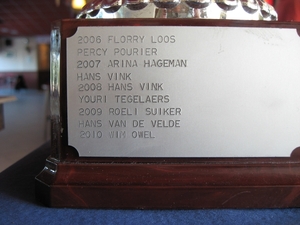 2006 FLORRY LOOS
PERCY POURIER
2007 ARINA HAGEMAN
HANS VINK
2008 HANS VINK
YOURI TEGELAERS
2009 ROELI SUIKER
HANS VAN DE VELDE
2010 WIM OWEL